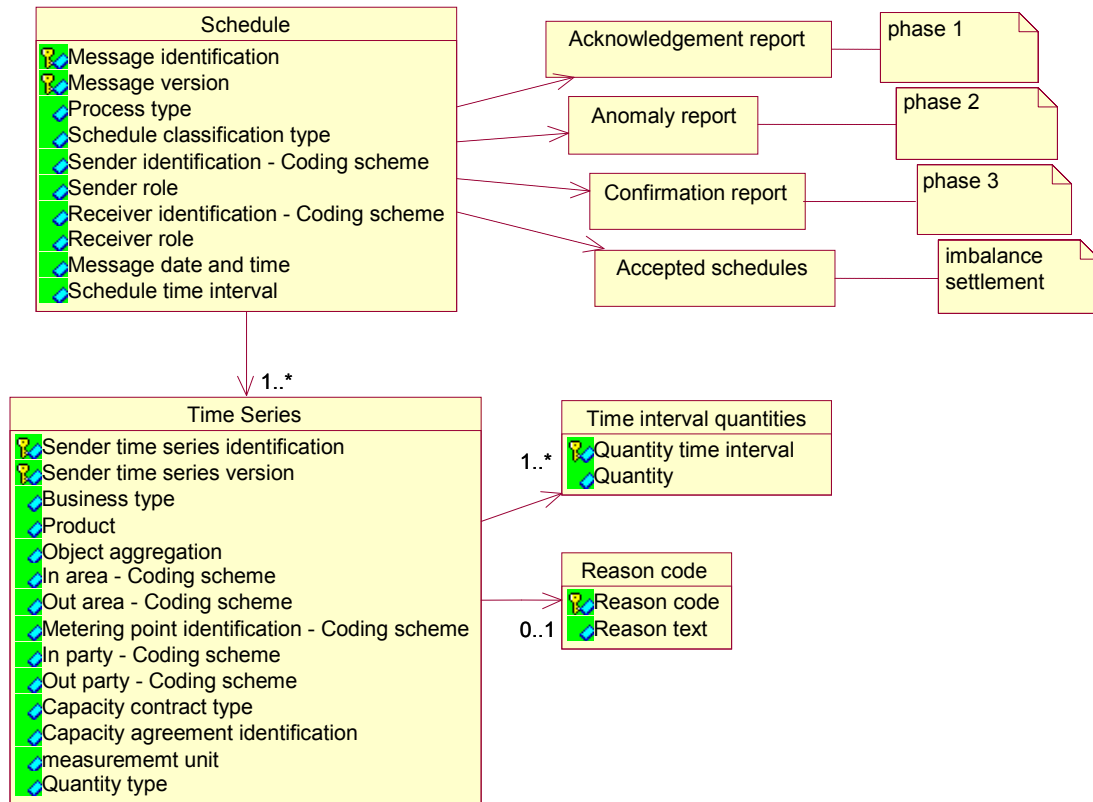 Schedule
Message identification
Message version
Process type
Schedule classification type
Sender identification - Coding scheme
Sender role
Receiver identification - Coding scheme
Receiver role
Message date and time
Schedule time interval
Acknowledgement report
phase 1
Anomaly report
phase 2
Confirmation report
phase 3
Accepted schedules
imbalance
settlement
1..*
Time Series
Sender time series identification
Sender time series version
Business type
Product
Object aggregation
In area - Coding scheme
Out area - Coding scheme
Metering point identification - Coding scheme
In party - Coding scheme
Out party - Coding scheme
Capacity contract type
Capacity agreement identification
measurememt unit
Quantity type
1..*
Time interval quantities
Quantity time interval
Quantity
0..1
Reason code
Reason code
Reason text